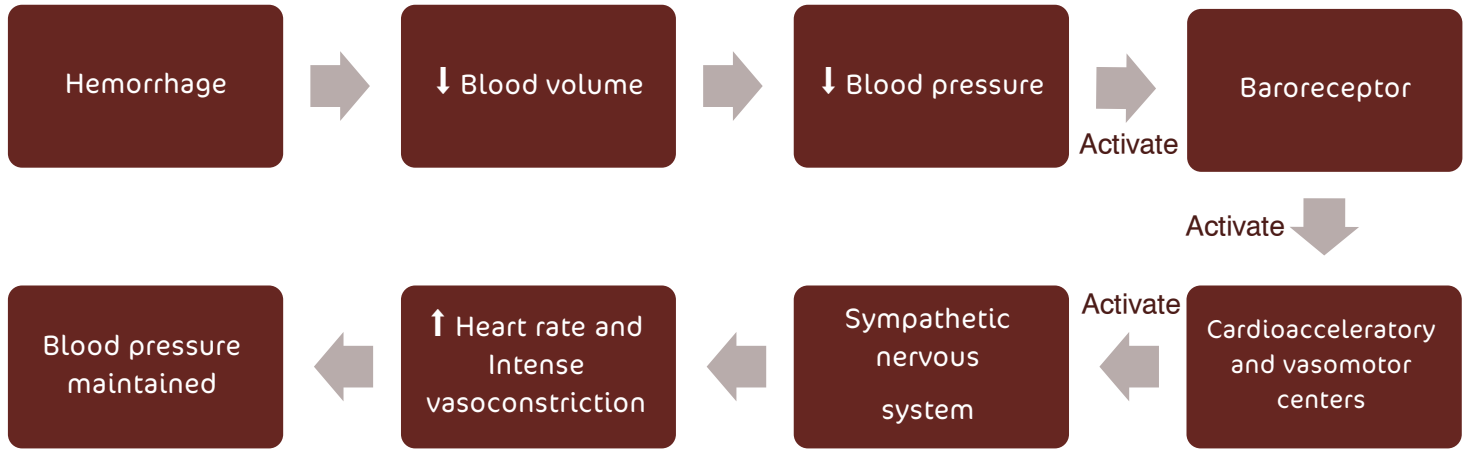 Hemorrhage
↓ Blood volume
↓ Blood pressure
Activate
Baroreceptor
Activate
Cardioacceleratory
and vasomotor
centers
Activate
Sympathetic
nervous
system
↑ Heart rate and
Intense
vasoconstriction
Blood pressure
maintained